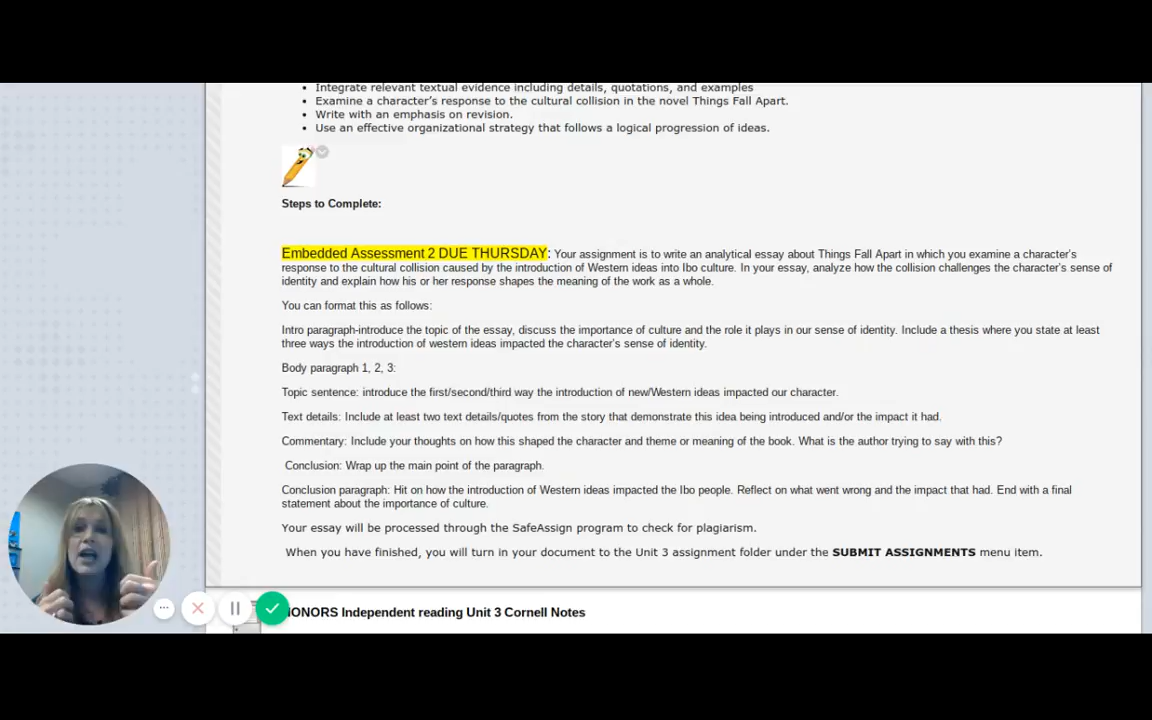 Integrate relevant textual evidence including details, quotations, and examples
Examine a character's response to the cultural collision in the novel Things Fall Apart.
Write with an emphasis on revision.
Use an effective organizational strategy that follows a logical progression of ideas.
Steps to Complete:
Embedded Assessment 2 DUE THURSDAY: Your assignment is to write an analytical essay about Things Fall Apart in which you examine a character's
response to the cultural collision caused by the introduction of Western ideas into Ibo culture. In your essay, analyze how the collision challenges the character's sense of
identity and explain how his or her response shapes the meaning of the work as a whole.
You can format this as follows:
Intro paragraph-introduce the topic of the essay, discuss the importance of culture and the role it plays in our sense of identity. Include a thesis where you state at least
three ways the introduction of western ideas impacted the character's sense of identity.
Body paragraph 1, 2, 3:
Topic sentence: introduce the first/second/third way the introduction of new/Western ideas impacted our character.
Text details: Include at least two text details/quotes from the story that demonstrate this idea being introduced and/or the impact it had.
Commentary: Include your thoughts on how this shaped the character and theme or meaning of the book. What is the author trying to say with this?
Conclusion: Wrap up the main point of the paragraph.
Conclusion paragraph: Hit on how the introduction of Western ideas impacted the Ibo people. Reflect on what went wrong and the impact that had. End with a final
statement about the importance of culture.
Your essay will be processed through the SafeAssign program to check for plagiarism.
When you have finished, you will turn in your document to the Unit 3 assignment folder under the SUBMIT ASSIGNMENTS menu item.
ONORS Independent reading Unit 3 Cornell Notes